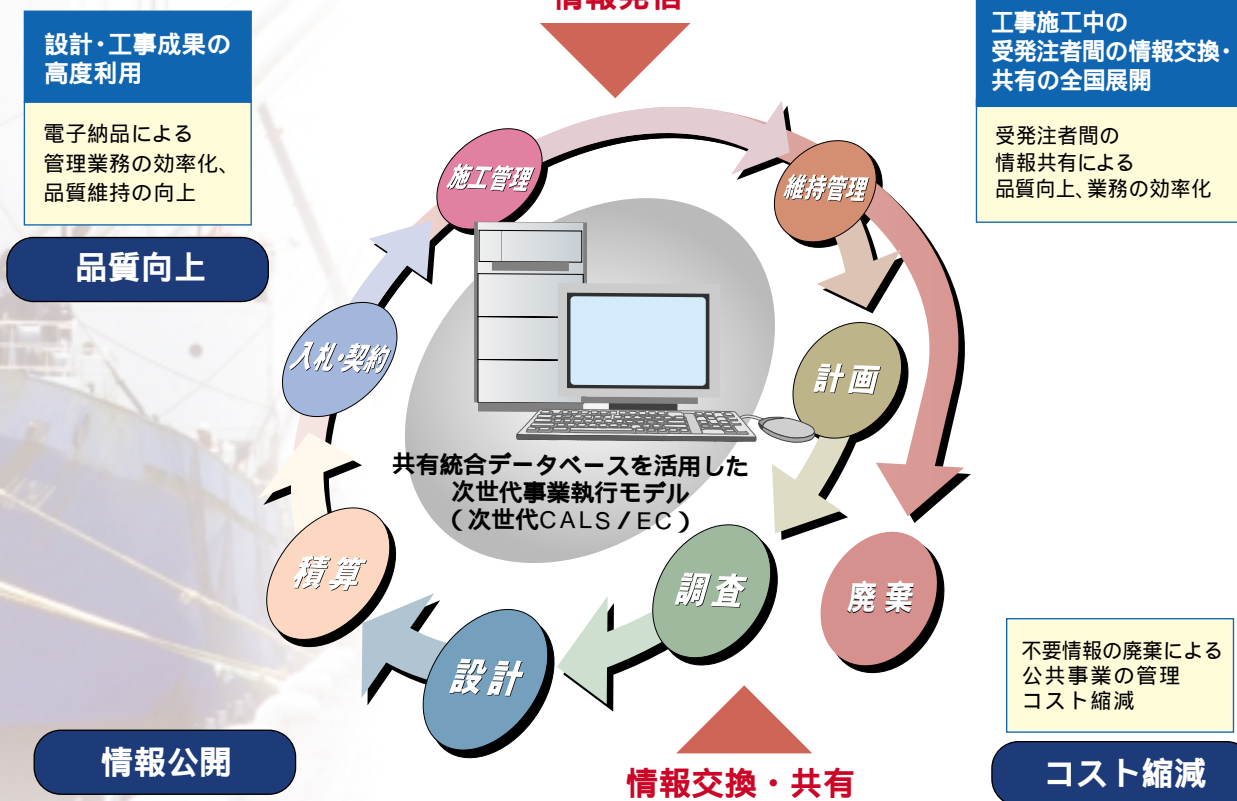 情報発信
設計・工事成果の
高度利用
電子納品による
管理業務の効率化、
品質維持の向上
品質向上
工事施工中の
受発注者間の情報交換・
共有の全国展開
受発注者間の
情報共有による
品質向上、業務の効率化
施工管理
維持管理
入札・契約
計画
共有統合データベースを活用した
次世代事業執行モデル
(次世代CALS/EC)
積算
調査
廃棄
設計
不要情報の廃棄による
公共事業の管理
コスト縮減
情報公開
情報交換・共有
コスト縮減